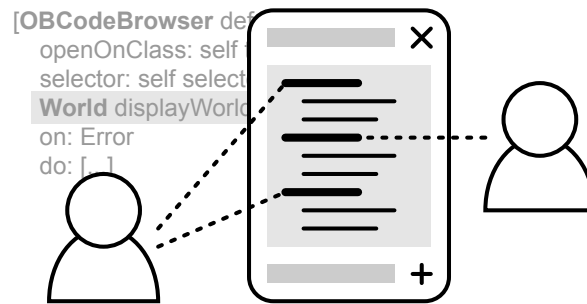 [OBCodeBrowser def
openOnClass: self
selector: self select
World displayWorld
on: Error
do: [...]